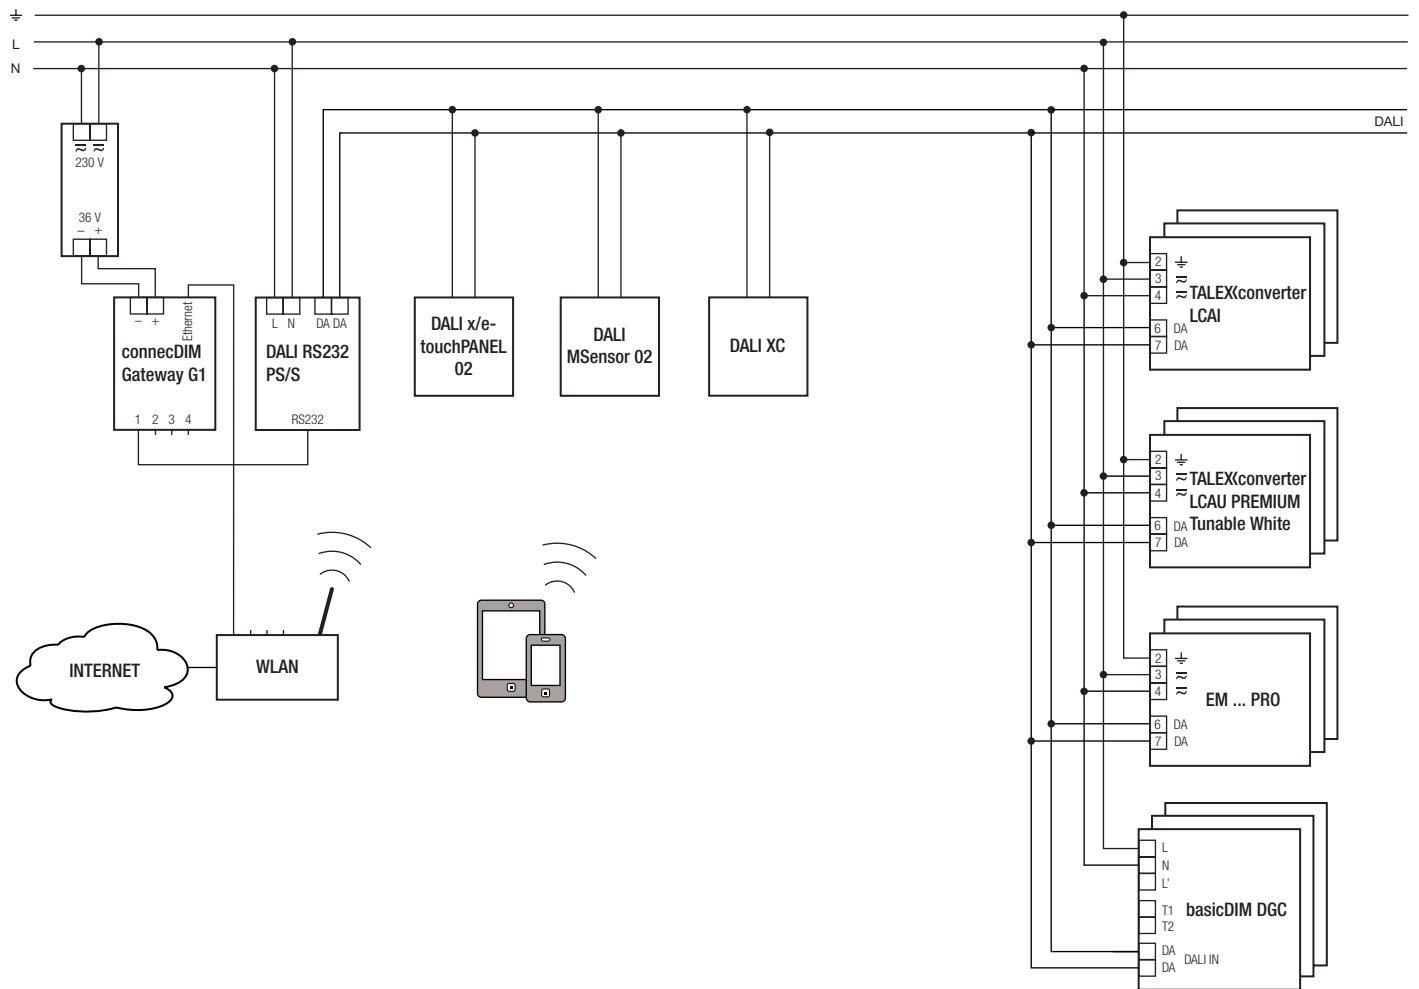 L
N
DALI
230 V
36 V
– +
– +
Ethernet
connecDIM
Gateway G1
1 2 3 4
L N DA DA
DALI RS232
PS/S
RS232
DALI x/e-
touchPANEL
02
DALI
MSensor 02
DALI XC
2
3
4
6 DA
7 DA
TALEXXconverter
LCAI
2
3
4
6 DA
7 DA
TALEXXconverter
LCAU PREMIUM
Tunable White
INTERNET
WLAN
2
3
4
6 DA
7 DA
EM ... PRO
L
N
L'
T1
T2
DA
DA
DALI IN
basicDIM DGC